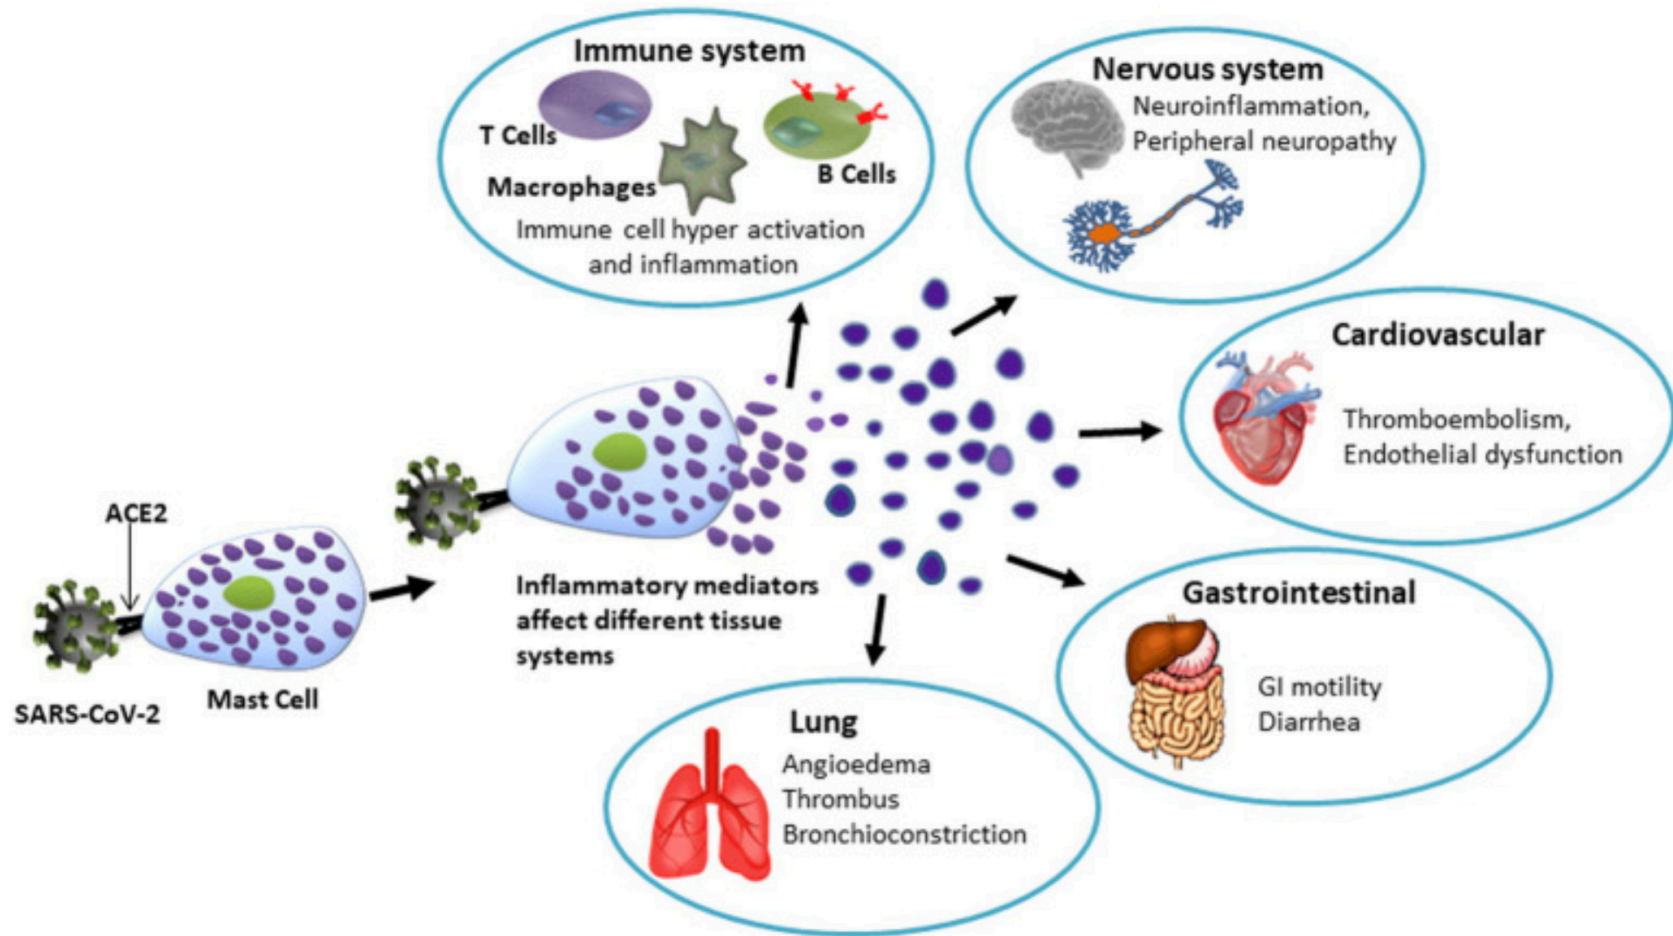 Immune system
T Cells
Macrophages
B Cells
Immune cell hyper activation
and inflammation
Nervous system
Neuroinflammation,
Peripheral neuropathy
Cardiovascular
Thromboembolism,
Endothelial dysfunction
ACE2
SARS-CoV-2
Mast Cell
Inflammatory mediators
affect different tissue
systems
Gastrointestinal
GI motility
Diarrhea
Lung
Angioedema
Thrombus
Bronchioconstriction